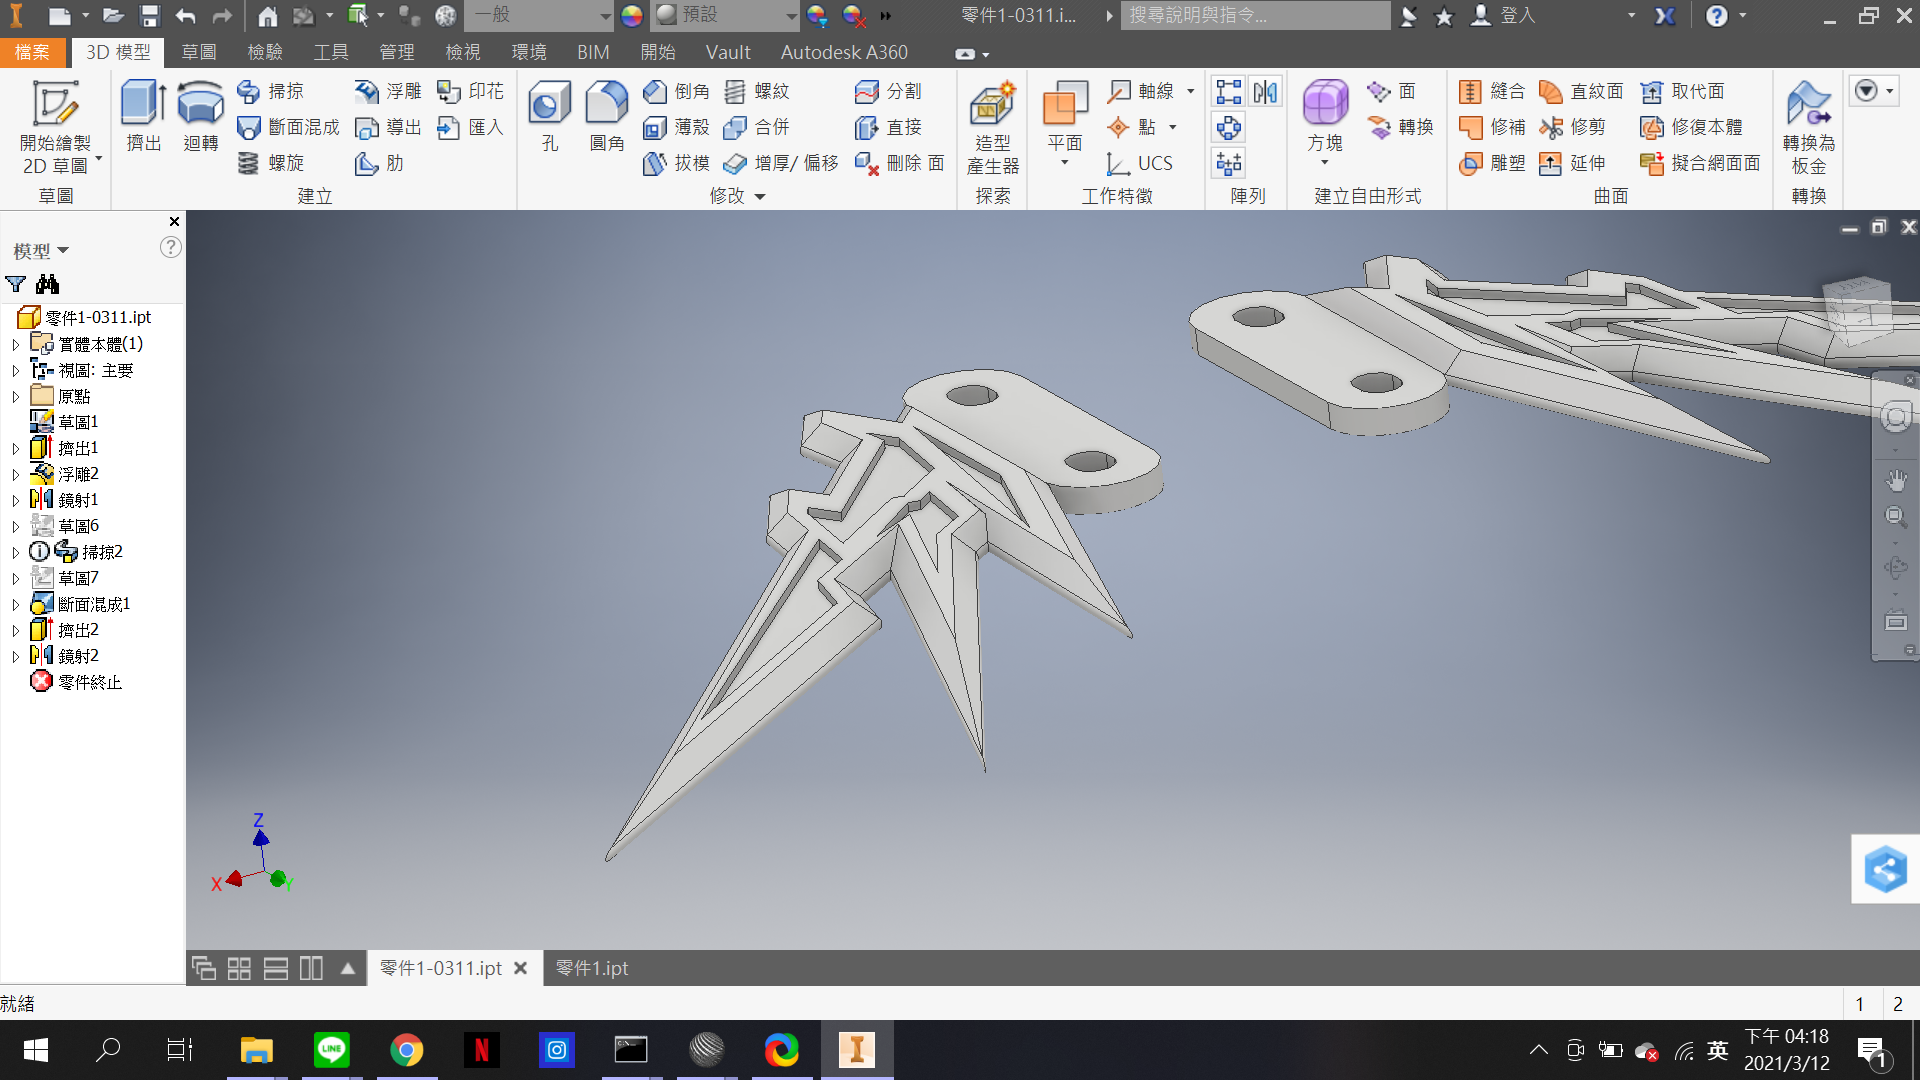 一般
預設
零件1-0311.i...
搜尋說明與指令...
登入
檔案
3D 模型
草圖
檢驗
工具
管理
檢視
環境
BIM
開始
Vault
Autodesk A360
開始繪製
2D 草圖
草圖
擠出
迴轉
掃掠
浮雕
印花
斷面混成
導出
匯入
螺旋
肋
建立
孔
圓角
倒角
螺紋
分割
薄殼
合併
直接
拔模
增厚/ 偏移
刪除 面
修改
造型
產生器
探索
平面
軸線
點
UCS
工作特徵
陣列
方塊
面
轉換
建立自由形式
縫合
直紋面
取代面
修補
修剪
修復本體
雕塑
延伸
擬合網面面
曲面
轉換為
板金
轉換
模型
零件1-0311.ipt
實體本體(1)
視圖: 主要
原點
草圖1
擠出1
浮雕2
鏡射1
草圖6
掃掠2
草圖7
斷面混成1
擠出2
鏡射2
零件終止
Z
X
Y
零件1-0311.ipt
零件1.ipt
就緒
1
2
LINE
N
英
下午 04:18
2021/3/12
1